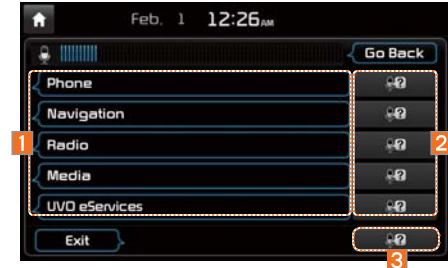 Feb. 1 12:26AM
Go Back
Phone
?
Navigation
?
1
Radio
?
2
Media
?
UVO eServices
?
Exit
?
3